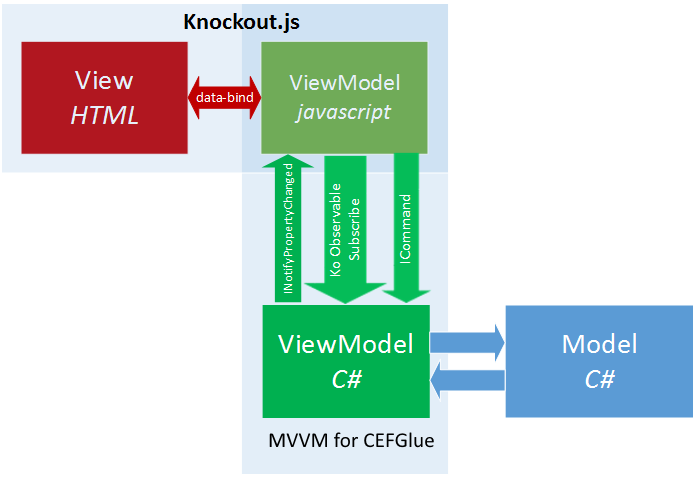 Knockout.js
View
HTML
data-bind
ViewModel
javascript
INotifyPropertyChanged
Ko Observable
Subscribe
ICommand
ViewModel
C#
Model
C#
MVVM for CEFGlue